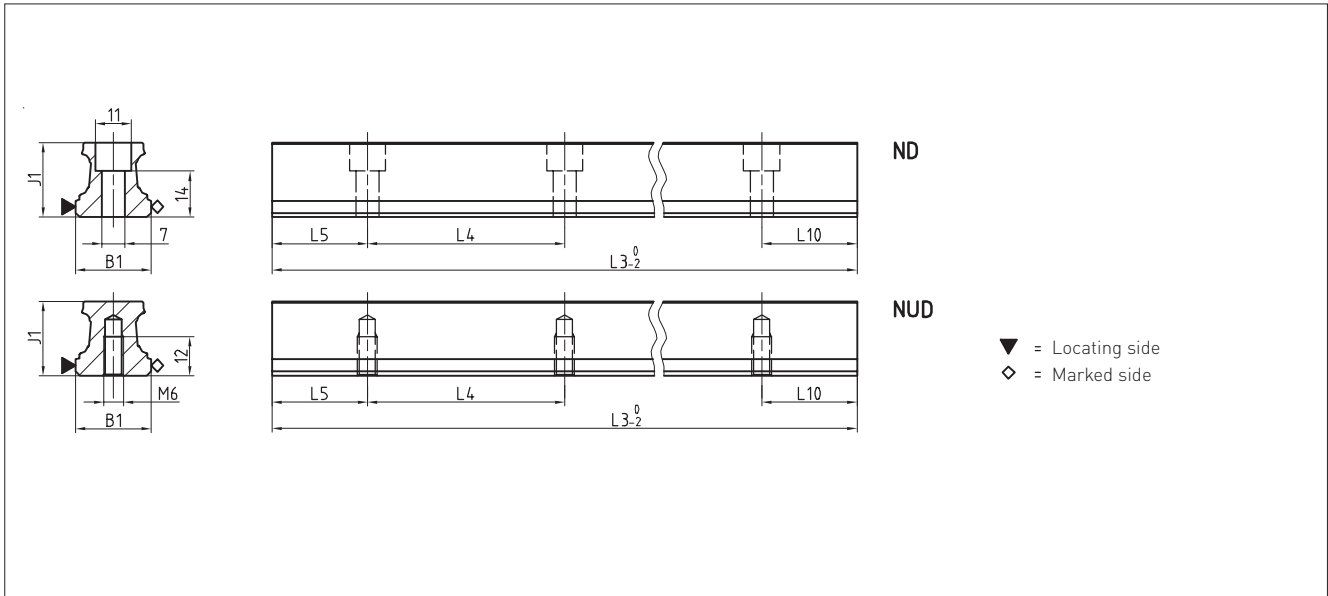 11
J1
14
7
B1
L5
L4
L10
L3-2 0
ND
J1
12
M6
B1
L5
L4
L10
L3-2 0
NUD
▼ = Locating side
◇ = Marked side